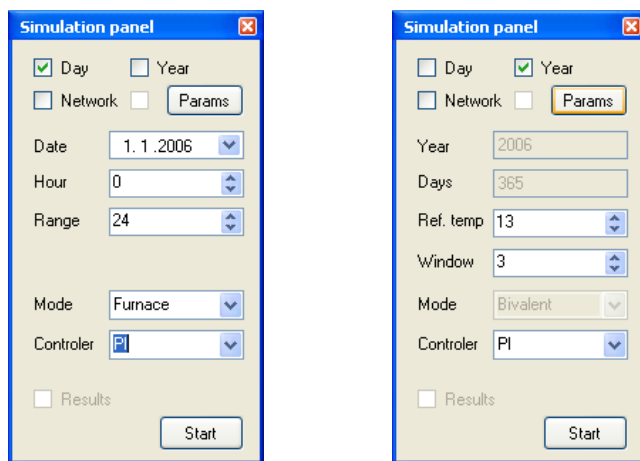 Simulation panel
Day Year
Network Params
Date 1. 1 .2006
Hour 0
Range 24
Mode Furnace
Controler PI
Results
Start
Simulation panel
Day Year
Network Params
Year 2006
Days 365
Ref. temp 13
Window 3
Mode Bivalent
Controler PI
Results
Start